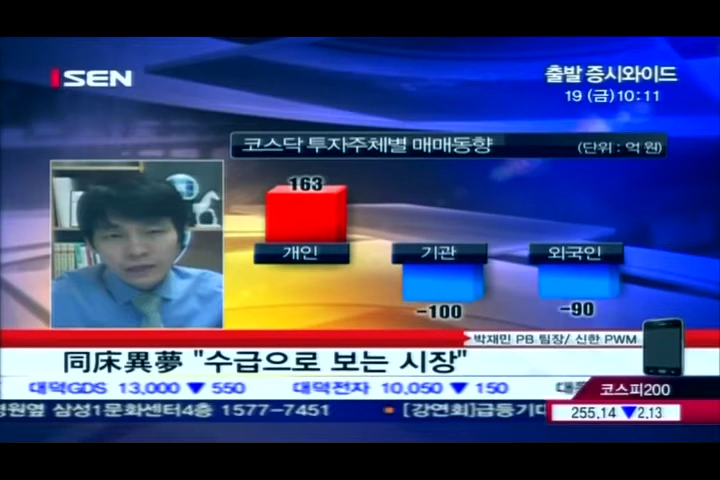 SEN
출발 증시와이드
19 (금) 10:11
코스닥 투자주체별 매매동향 (단위 : 억 원)
163
개인 기관 외국인
-100 -90
박재민 PB 팀장/ 신한 PWM
同床異夢 "수급으로 보는 시장"
대덕GDS 13,000 ▼ 550 대덕전자 10,050 ▼ 150
코스피200
255.14 ▼ 2.13
삼성1문화센터4층 1577-7451 [강연회]급등기대